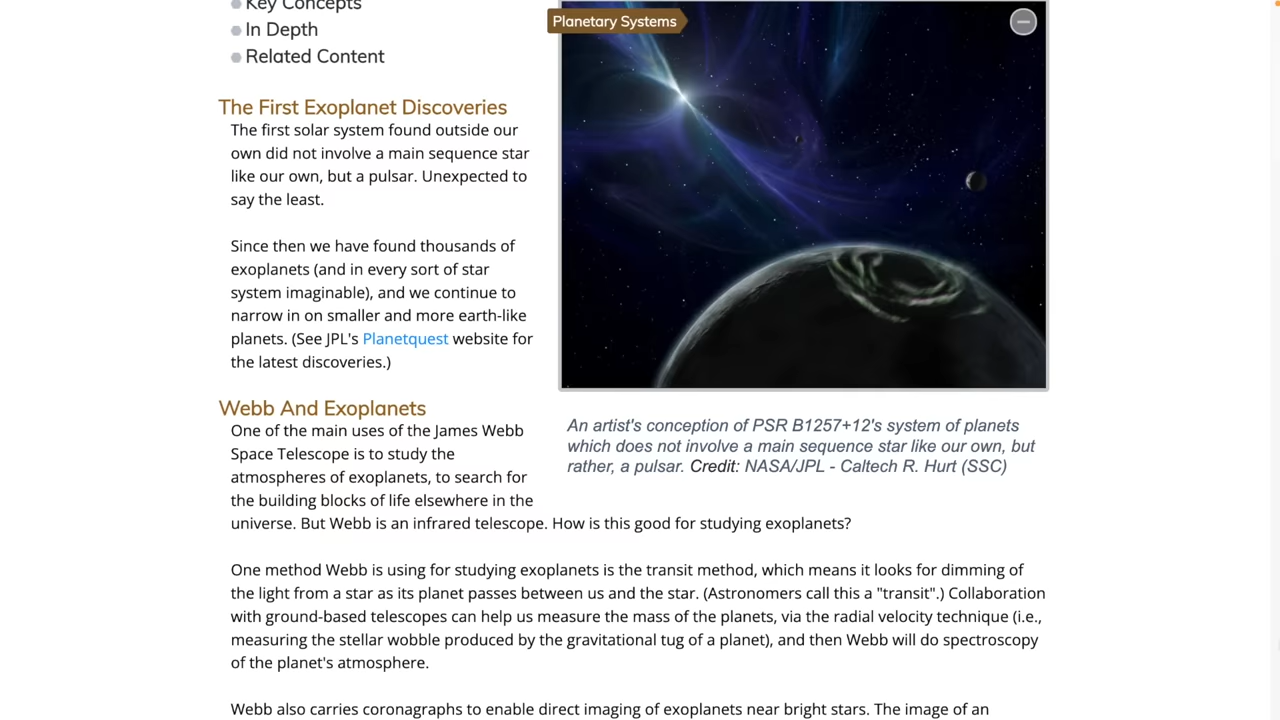 Key Concepts
In Depth
Related Content
Planetary Systems
The First Exoplanet Discoveries
The first solar system found outside our
own did not involve a main sequence star
like our own, but a pulsar. Unexpected to
say the least.
Since then we have found thousands of
exoplanets (and in every sort of star
system imaginable), and we continue to
narrow in on smaller and more earth-like
planets. (See JPL's Planetquest website for
the latest discoveries.)
An artist's conception of PSR B1257+12's system of planets
which does not involve a main sequence star like our own, but
rather, a pulsar. Credit: NASA/JPL - Caltech R. Hurt (SSC)
Webb And Exoplanets
One of the main uses of the James Webb
Space Telescope is to study the
atmospheres of exoplanets, to search for
the building blocks of life elsewhere in the
universe. But Webb is an infrared telescope. How is this good for studying exoplanets?
One method Webb is using for studying exoplanets is the transit method, which means it looks for dimming of
the light from a star as its planet passes between us and the star. (Astronomers call this a "transit".) Collaboration
with ground-based telescopes can help us measure the mass of the planets, via the radial velocity technique (i.e.,
measuring the stellar wobble produced by the gravitational tug of a planet), and then Webb will do spectroscopy
of the planet's atmosphere.
Webb also carries coronagraphs to enable direct imaging of exoplanets near bright stars. The image of an